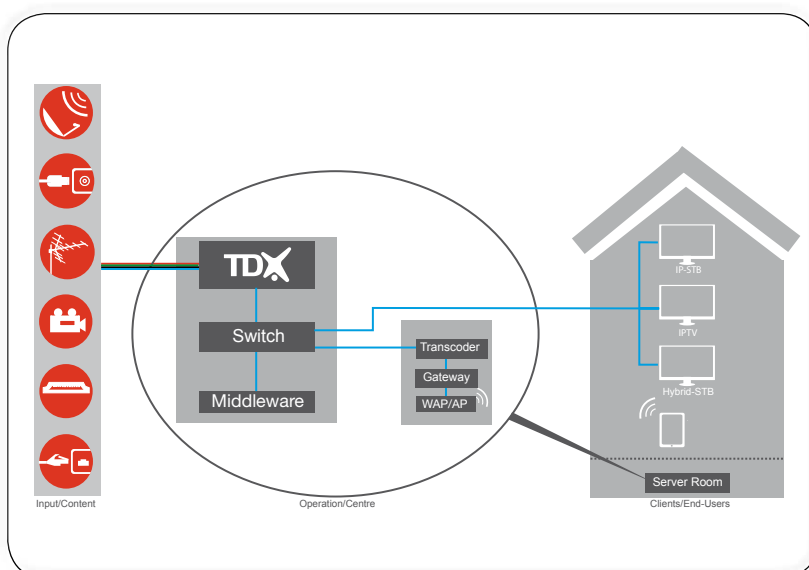 TDX
Switch
Middleware
Transcoder
Gateway
WAP/AP
IP-STB
IPTV
Hybrid-STB
Server Room
Input/Content
Operation/Centre
Clients/End-Users